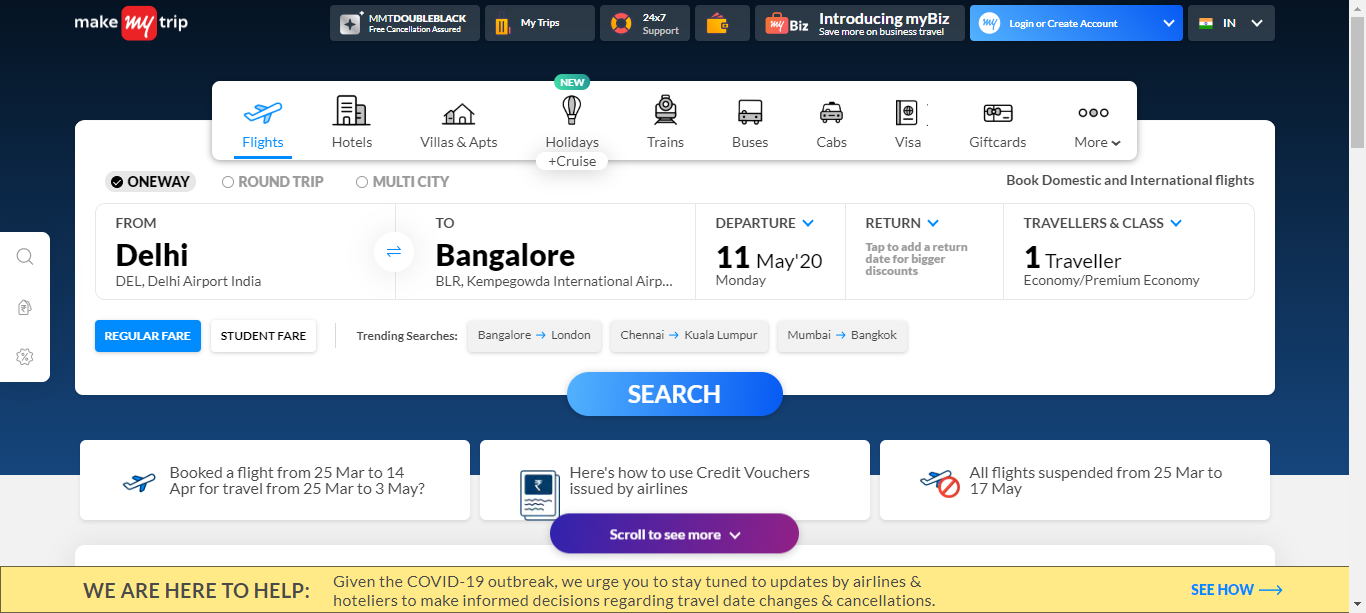 make my trip
MMTDOUBLEBLACK
Free Cancellation Assured
My Trips
24x7
Support
my Biz
Introducing myBiz
Save more on business travel
my
Login or Create Account
IN
NEW
Flights
Hotels
Villas & Apts
Holidays
+Cruise
Trains
Buses
Cabs
Visa
Giftcards
More
ONEWAY
ROUND TRIP
MULTI CITY
Book Domestic and International flights
FROM
Delhi
DEL, Delhi Airport India
TO
Bangalore
BLR, Kempegowda International Airp...
DEPARTURE
11 May'20
Monday
RETURN
Tap to add a return
date for bigger
discounts
TRAVELLERS & CLASS
1 Traveller
Economy/Premium Economy
REGULAR FARE
STUDENT FARE
Trending Searches:
Bangalore → London
Chennai → Kuala Lumpur
Mumbai → Bangkok
SEARCH
Booked a flight from 25 Mar to 14
Apr for travel from 25 Mar to 3 May?
₹
Here's how to use Credit Vouchers
issued by airlines
All flights suspended from 25 Mar to
17 May
Scroll to see more
WE ARE HERE TO HELP:
Given the COVID-19 outbreak, we urge you to stay tuned to updates by airlines &
hoteliers to make informed decisions regarding travel date changes & cancellations.
SEE HOW